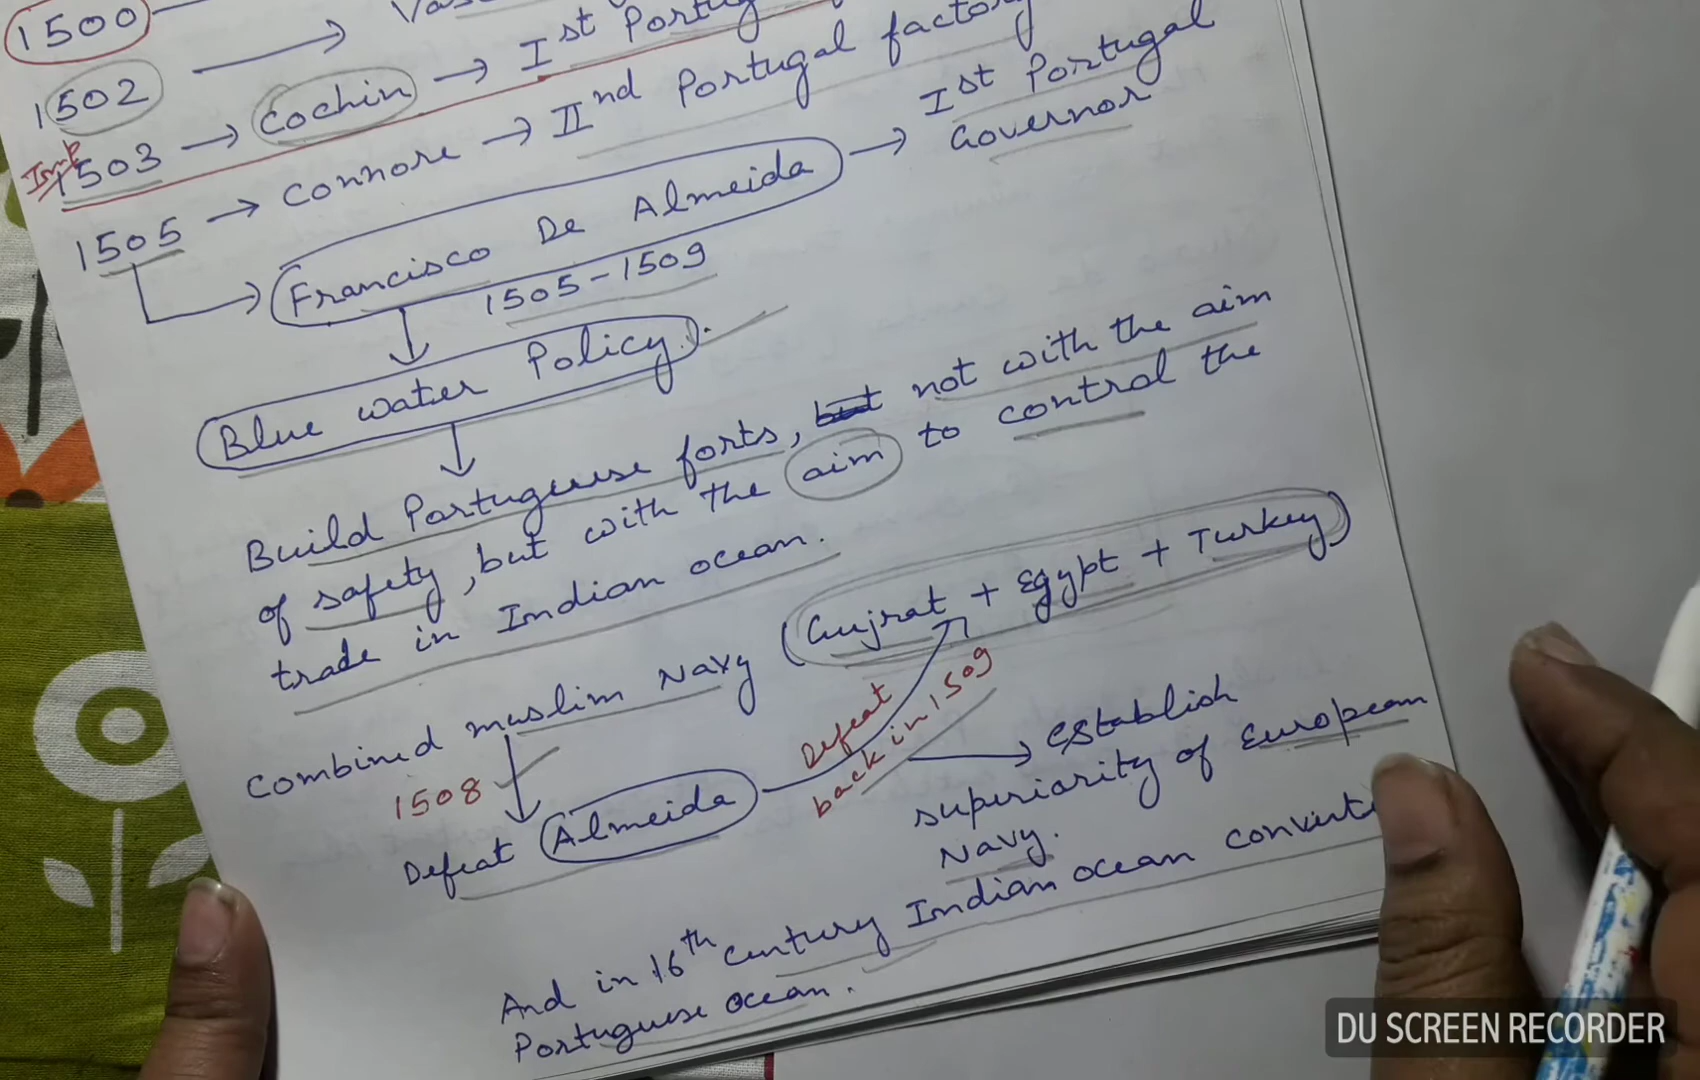 1500
1502 →
Imp 1503 → Cochin → Ist
1505 → Connore → IInd Portugal factory
Francisco De Almeida → Ist Portugal
Governor
1505-1509
Blue water Policy.
Build Portuguese forts, but not with the aim
of safety, but with the aim to control the
trade in Indian ocean.
Combined muslim Navy (Gujrat + Egypt + Turkey)
1508
Defeat Almeida
Defeat
back in 1509
→ Establish
superiority of European
Navy.
And in 16th century Indian ocean
Portuguese ocean.
DU SCREEN RECORDER